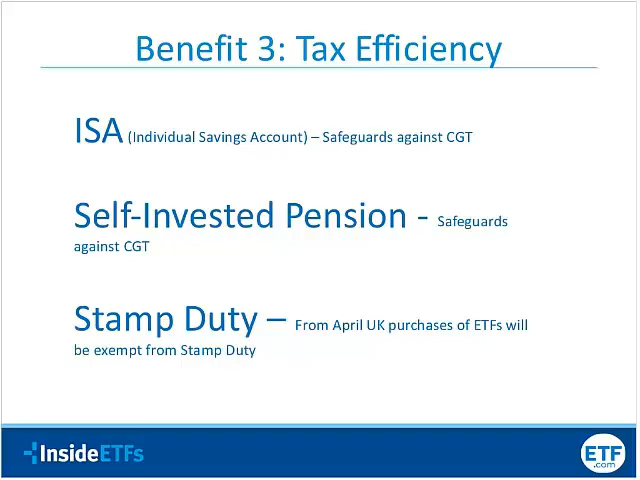 Benefit 3: Tax Efficiency
ISA (Individual Savings Account) – Safeguards against CGT
Self-Invested Pension - Safeguards
against CGT
Stamp Duty – From April UK purchases of ETFs will
be exempt from Stamp Duty
InsideETFs
ETF
.com